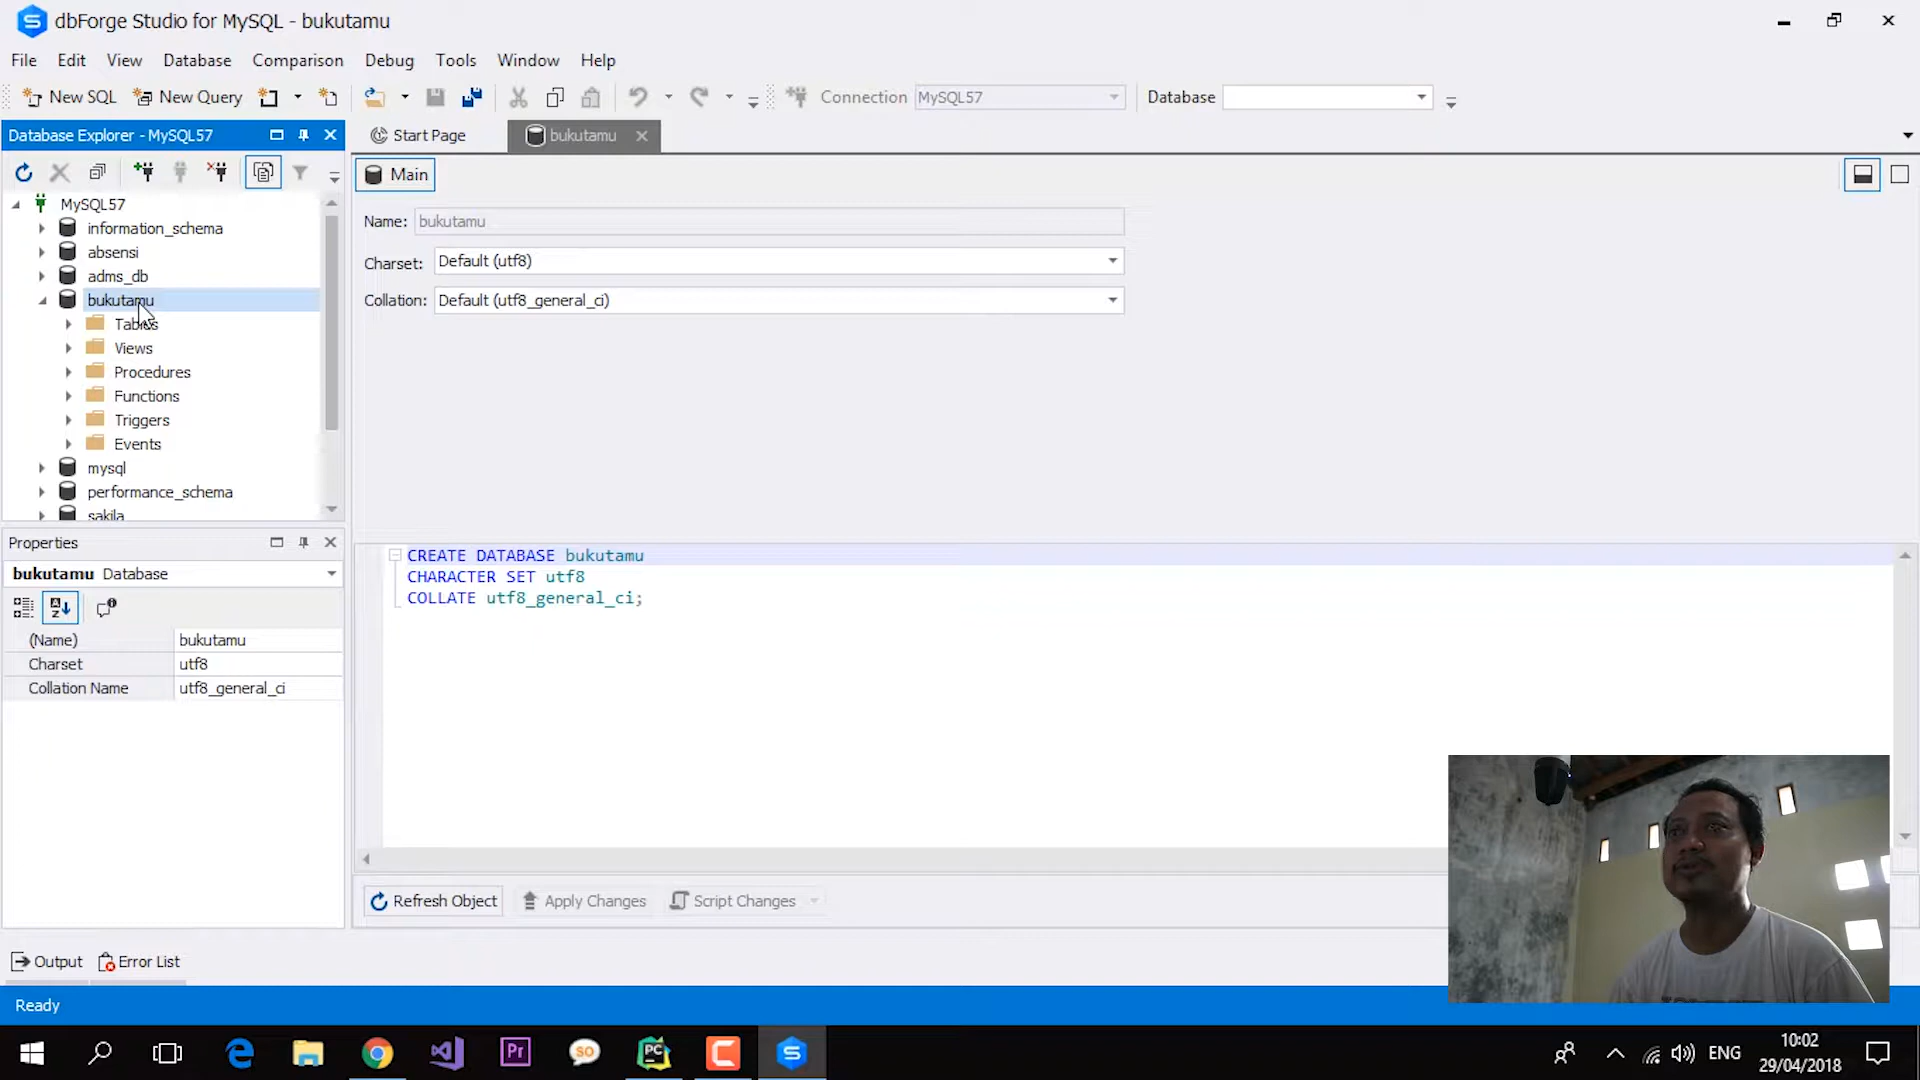 dbForge Studio for MySQL - bukutamu
File Edit View Database Comparison Debug Tools Window Help
New SQL New Query Connection MySQL57 Database
Database Explorer - MySQL57
Start Page bukutamu
Main
MySQL57
information_schema
absensi
adms_db
bukutamu
Tables
Views
Procedures
Functions
Triggers
Events
mysql
performance_schema
sakila
Name: bukutamu
Charset: Default (utf8)
Collation: Default (utf8_general_ci)
Properties
bukutamu Database
(Name) bukutamu
Charset utf8
Collation Name utf8_general_ci
CREATE DATABASE bukutamu
CHARACTER SET utf8
COLLATE utf8_general_ci;
Refresh Object Apply Changes Script Changes
Output Error List
Ready
Pr
SO
PC
ENG
10:02
29/04/2018